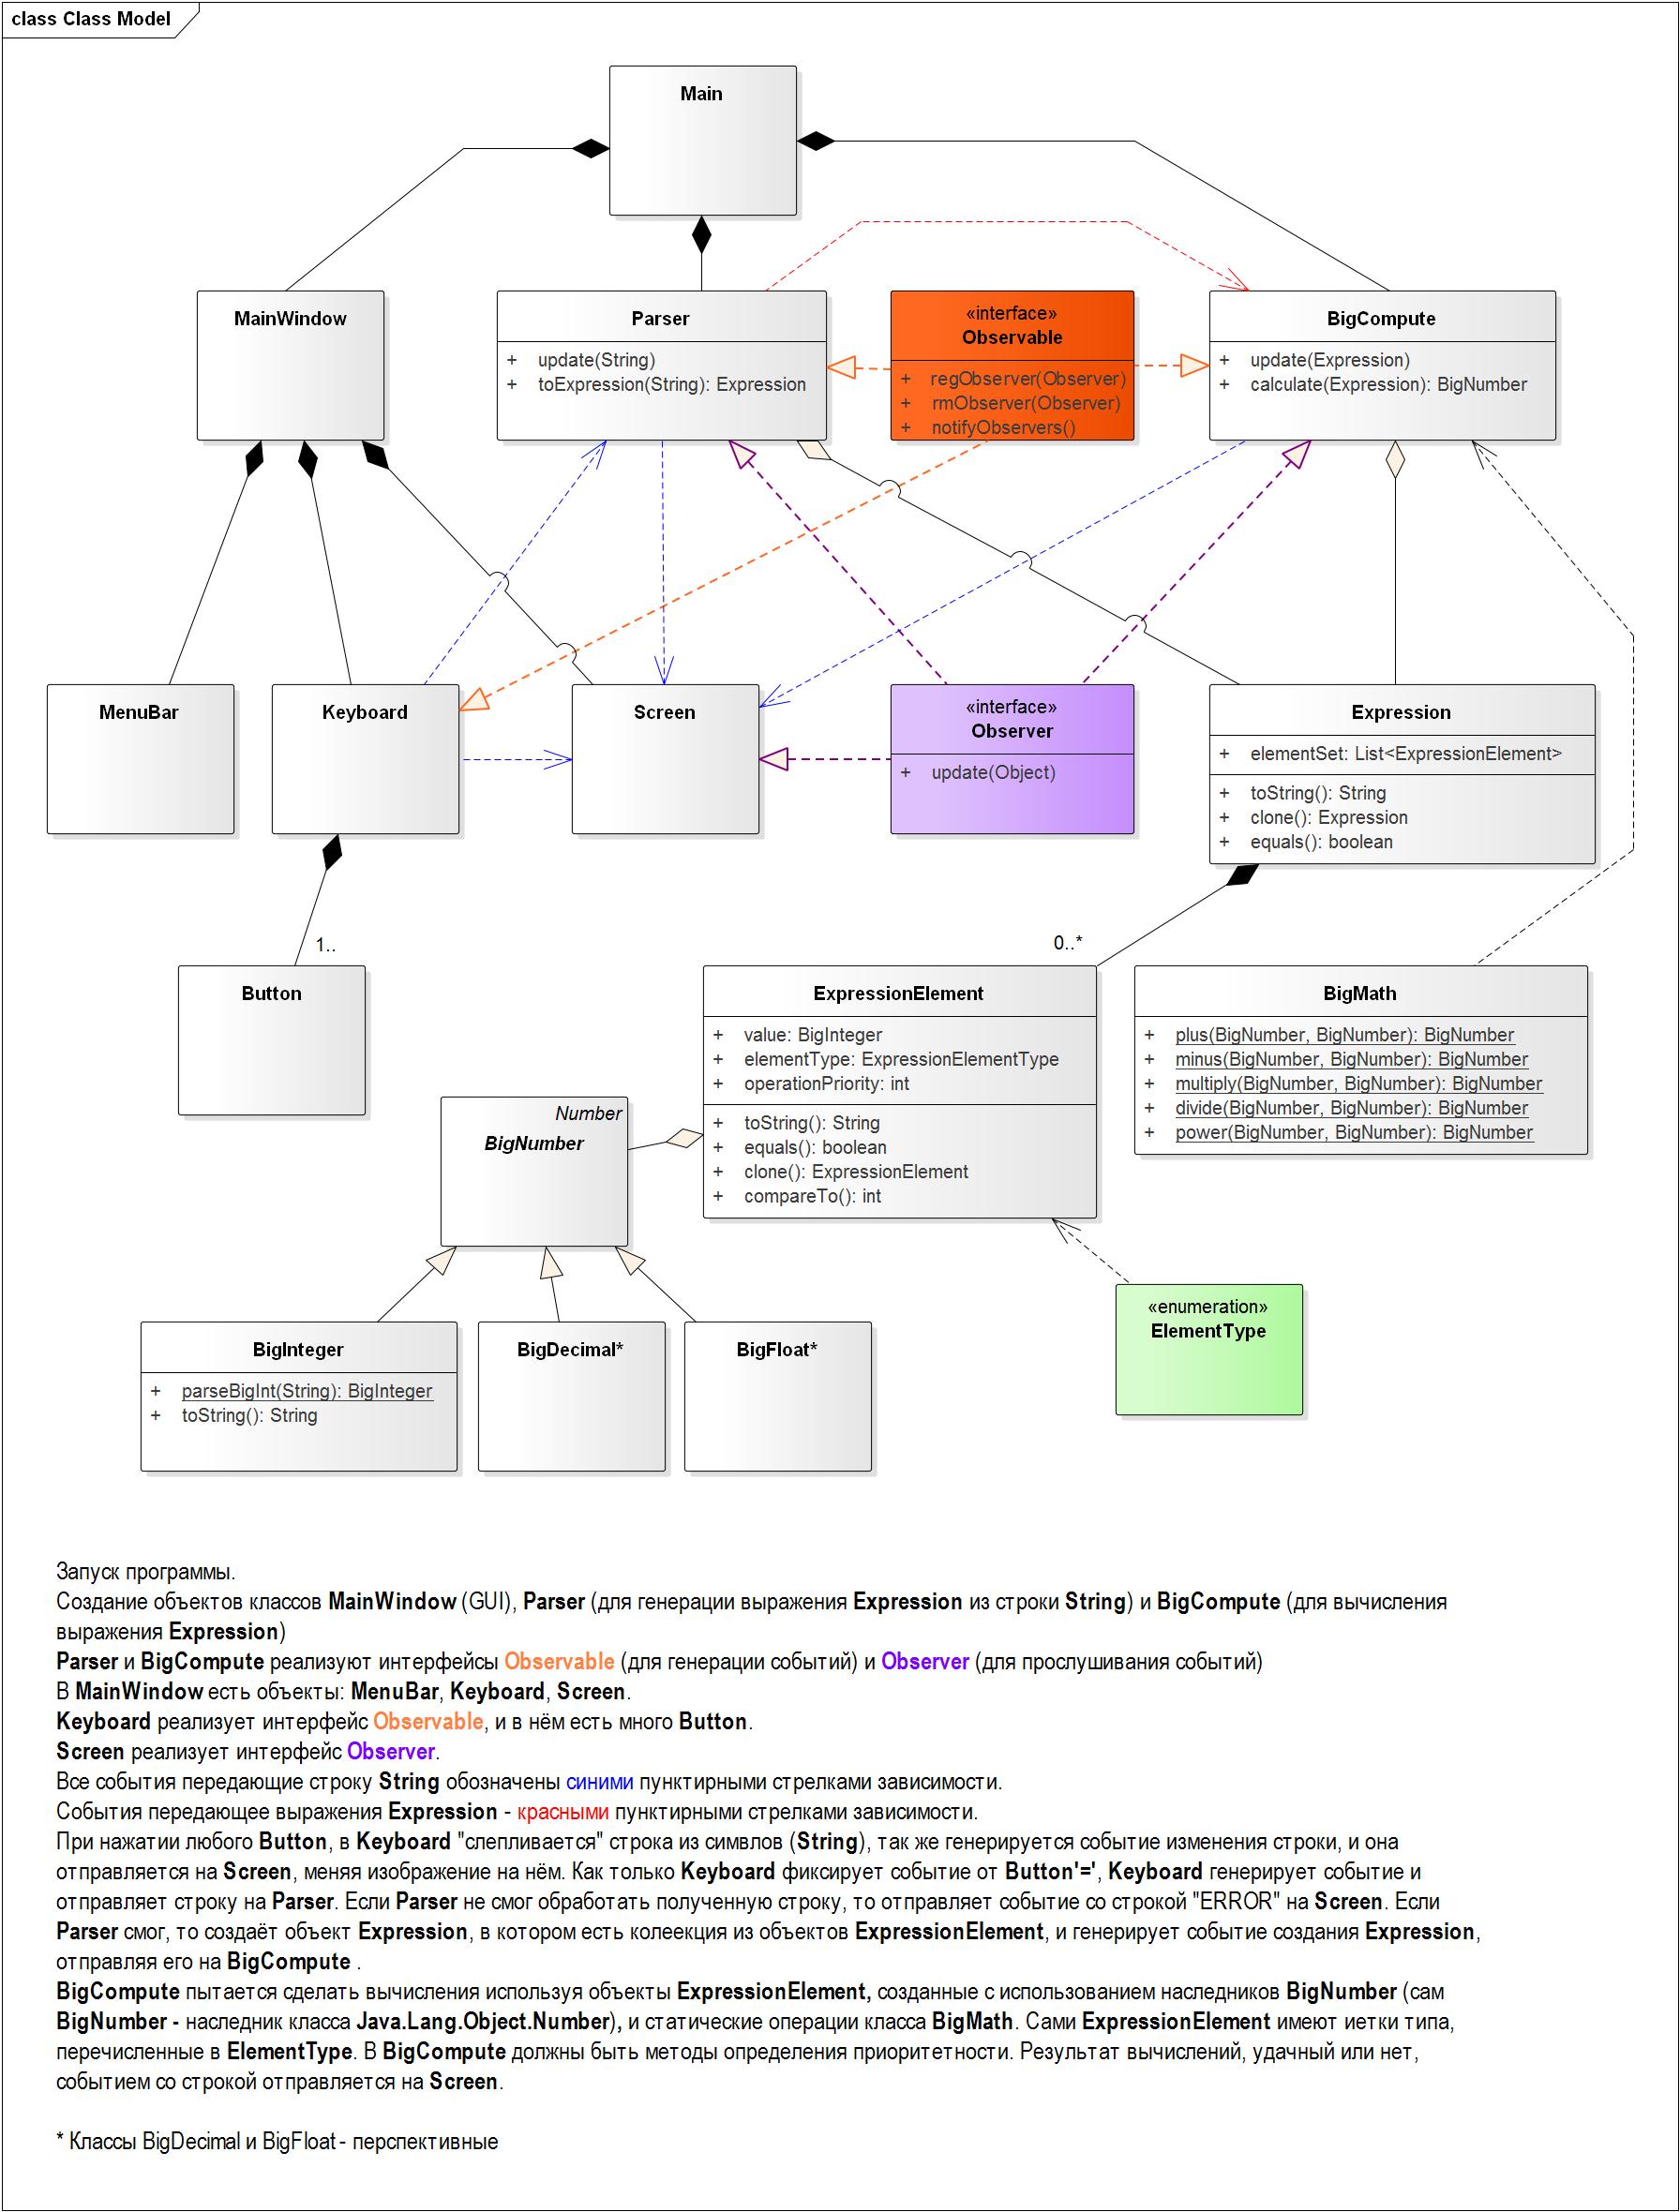 class Class Model
Main
MainWindow
Parser
+ update(String)
+ toExpression(String): Expression
«interface»
Observable
+ regObserver(Observer)
+ rmObserver(Observer)
+ notifyObservers()
BigCompute
+ update(Expression)
+ calculate(Expression): BigNumber
MenuBar
Keyboard
Screen
«interface»
Observer
+ update(Object)
Expression
+ elementSet: List<ExpressionElement>
+ toString(): String
+ clone(): Expression
+ equals(): boolean
1..
0..*
Button
ExpressionElement
+ value: BigInteger
+ elementType: ExpressionElementType
+ operationPriority: int
+ toString(): String
+ equals(): boolean
+ clone(): ExpressionElement
+ compareTo(): int
BigMath
+ plus(BigNumber, BigNumber): BigNumber
+ minus(BigNumber, BigNumber): BigNumber
+ multiply(BigNumber, BigNumber): BigNumber
+ divide(BigNumber, BigNumber): BigNumber
+ power(BigNumber, BigNumber): BigNumber
Number
BigNumber
«enumeration»
ElementType
BigInteger
+ parseBigInt(String): BigInteger
+ toString(): String
BigDecimal*
BigFloat*
Запуск программы.
Создание объектов классов MainWindow (GUI), Parser (для генерации выражения Expression из строки String) и BigCompute (для вычисления
выражения Expression)
Parser и BigCompute реализуют интерфейсы Observable (для генерации событий) и Observer (для прослушивания событий)
В MainWindow есть объекты: MenuBar, Keyboard, Screen.
Keyboard реализует интерфейс Observable, и в нём есть много Button.
Screen реализует интерфейс Observer.
Все события передающие строку String обозначены синими пунктирными стрелками зависимости.
События передающее выражения Expression - красными пунктирными стрелками зависимости.
При нажатии любого Button, в Keyboard "слепливается" строка из симвлов (String), так же генерируется событие изменения строки, и она
отправляется на Screen, меняя изображение на нём. Как только Keyboard фиксирует событие от Button'=', Keyboard генерирует событие и
отправляет строку на Parser. Если Parser не смог обработать полученную строку, то отправляет событие со строкой "ERROR" на Screen. Если
Parser смог, то создаёт объект Expression, в котором есть колеекция из объектов ExpressionElement, и генерирует событие создания Expression,
отправляя его на BigCompute .
BigCompute пытается сделать вычисления используя объекты ExpressionElement, созданные с использованием наследников BigNumber (сам
BigNumber - наследник класса Java.Lang.Object.Number), и статические операции класса BigMath. Сами ExpressionElement имеют иетки типа,
перечисленные в ElementType. В BigCompute должны быть методы определения приоритетности. Результат вычислений, удачный или нет,
событием со строкой отправляется на Screen.
* Классы BigDecimal и BigFloat - перспективные